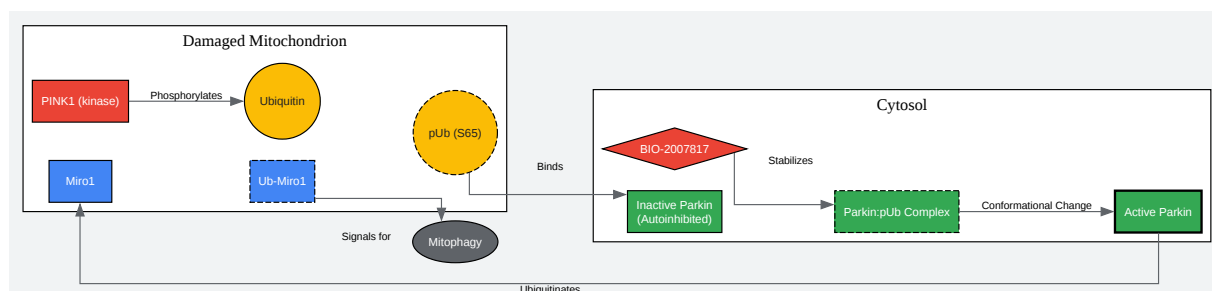 Damaged Mitochondrion
PINK1 (kinase)
Phosphorylates
Ubiquitin
pUb (S65)
Miro1
Ub-Miro1
Signals for
Mitophagy
Binds
Cytosol
BIO-2007817
Stabilizes
Inactive Parkin
(Autoinhibited)
Parkin:pUb Complex
Conformational Change
Active Parkin
Ubiquitinates